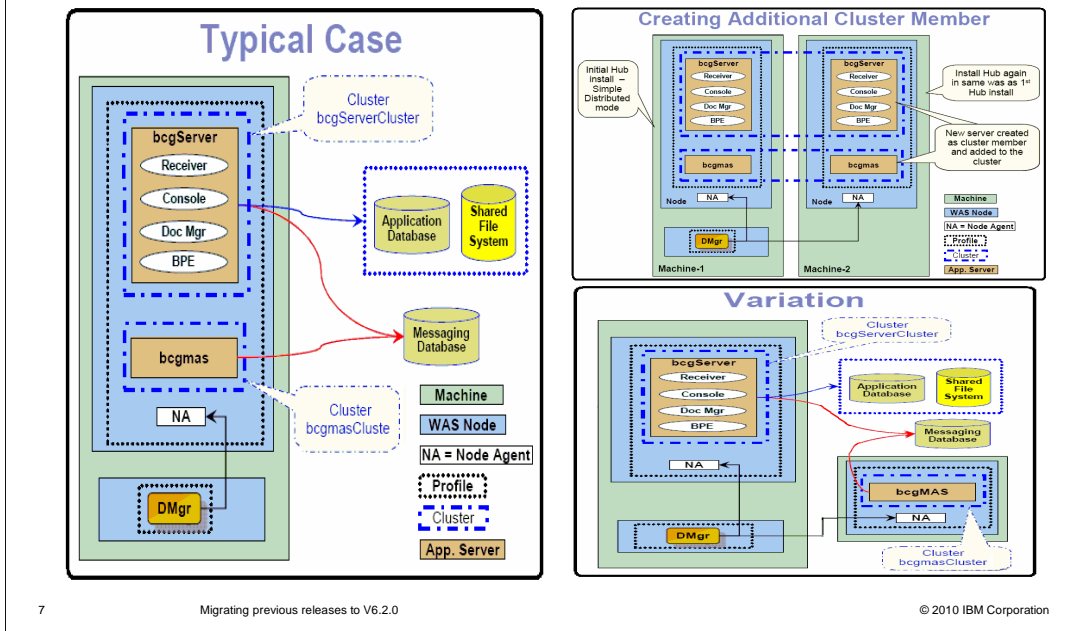 Typical Case
Cluster
bcgServerCluster
bcgServer
Receiver
Console
Doc Mgr
BPE
Application
Database
Shared
File
System
Messaging
Database
bcgmas
Cluster
bcgmasCluste
NA
DMgr
Machine
WAS Node
NA = Node Agent
Profile
Cluster
App. Server
Creating Additional Cluster Member
Initial Hub
Install –
Simple
Distributed
mode
bcgServer
Receiver
Console
Doc Mgr
BPE
bcgmas
Node
NA
DMgr
Machine-1
bcgServer
Receiver
Console
Doc Mgr
BPE
bcgmas
Node
NA
Machine-2
Install Hub again
in same was as 1st
Hub install
New server created
as cluster member
and added to the
cluster
Machine
WAS Node
NA = Node Agent
Profile
Cluster
App. Server
Variation
Cluster
bcgServerCluster
bcgServer
Receiver
Console
Doc Mgr
BPE
Application
Database
Shared
File
System
Messaging
Database
NA
bcgMAS
NA
DMgr
Cluster
bcgmasCluster
7
Migrating previous releases to V6.2.0
© 2010 IBM Corporation